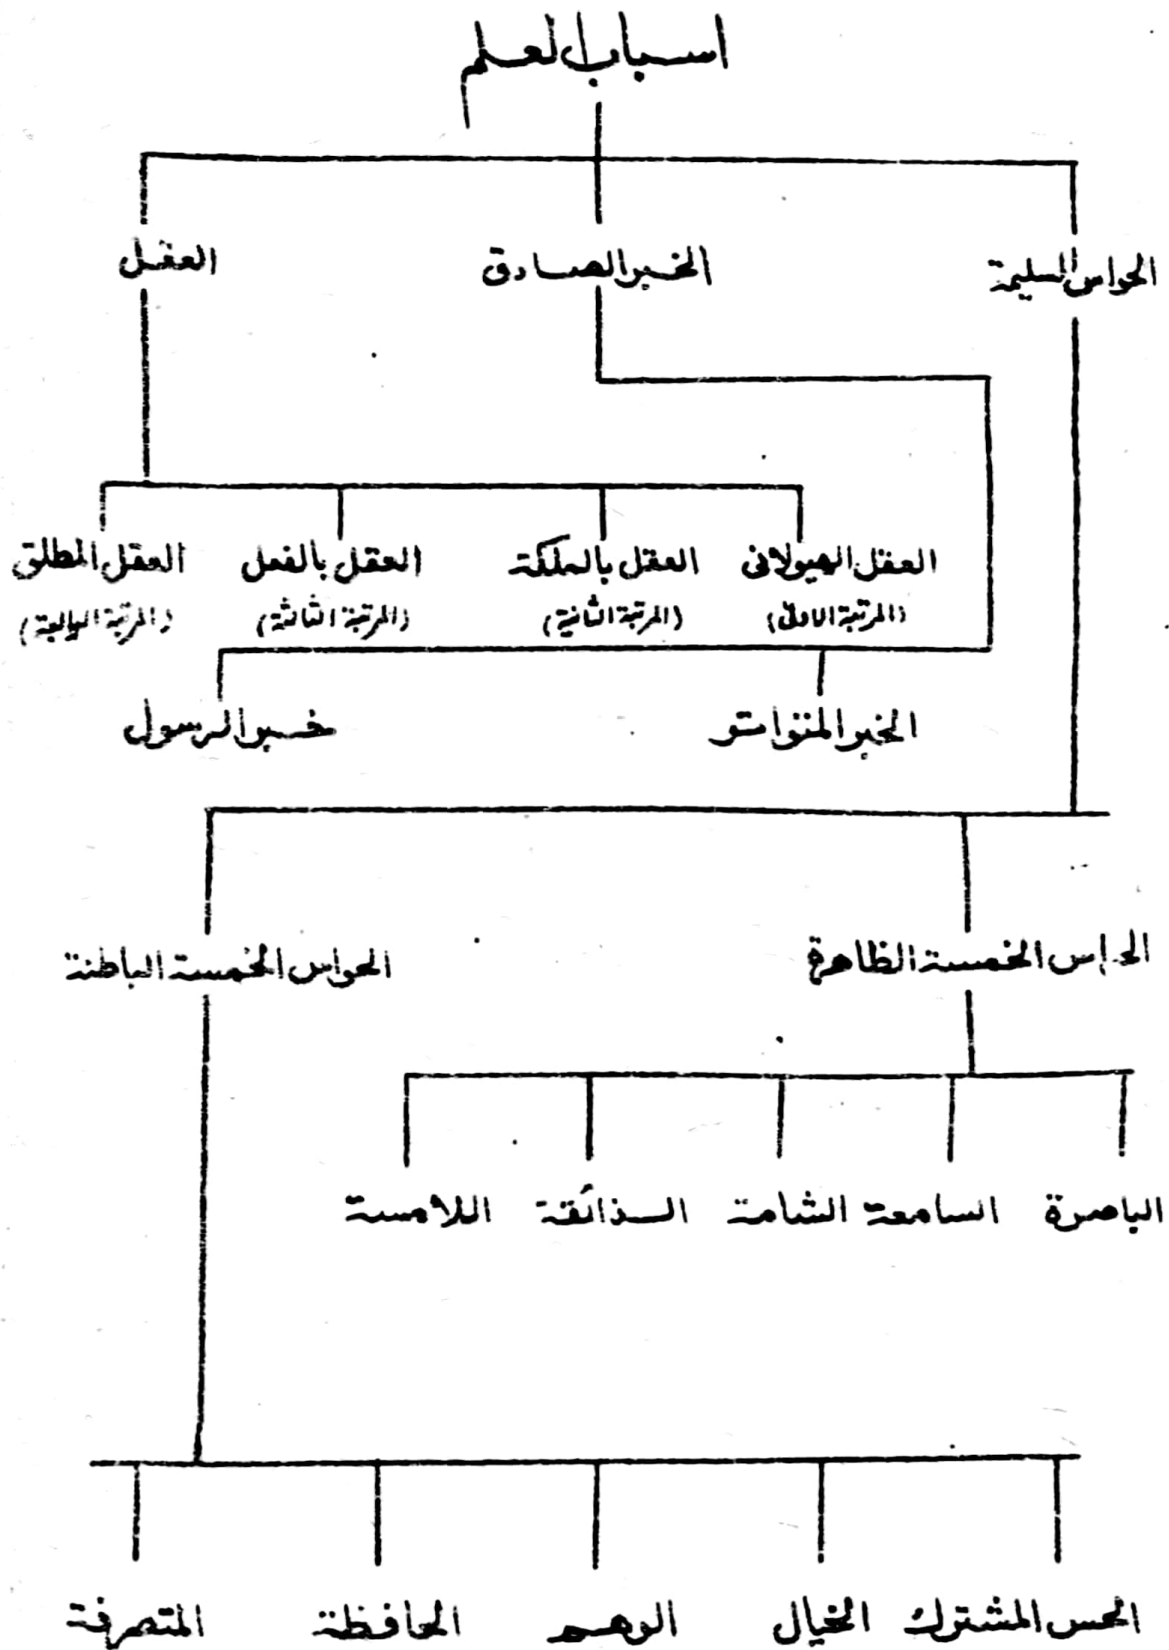 اسباب العلم
الحواس السليمة الخبر الصادق العقل
العقل الهيولانى العقل بالملكة العقل بالفعل العقل المطلق
(المرتبة الاولى) (المرتبة الثانية) (المرتبة الثالثة) (المرتبة الرابعة)
الخبر المتواتر خبر الرسول
الحواس الخمسة الظاهرة الحواس الخمسة الباطنة
الباصرة السامعة الشامة الذائقة اللامسة
الحس المشترك الخيال الوهم الحافظة المتصرفة